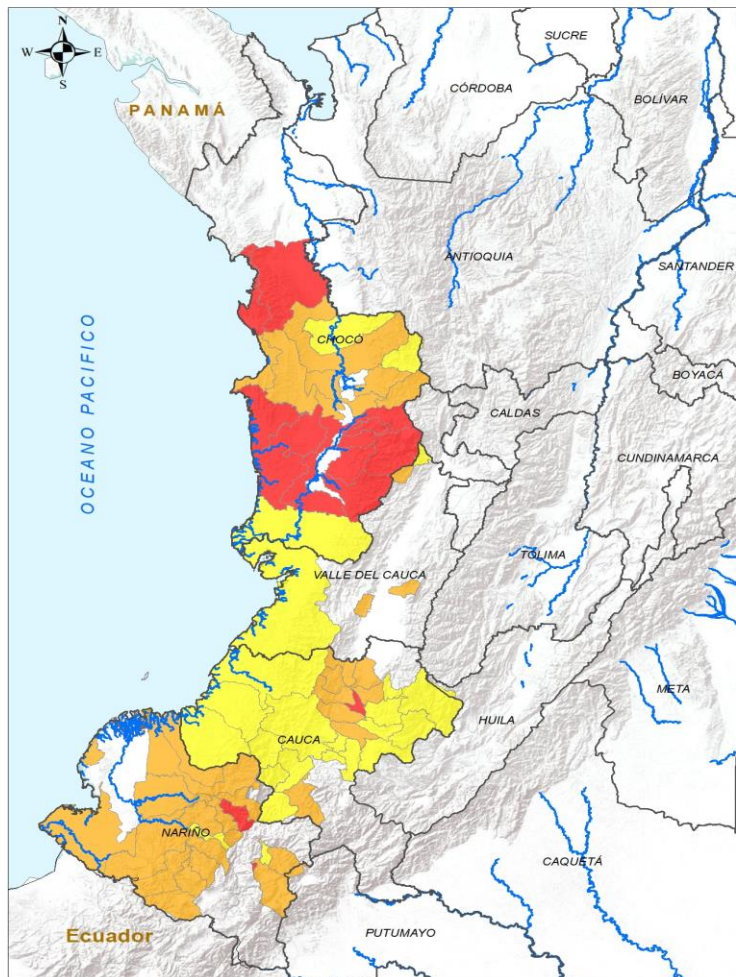 N
W E
S
SUCRE
CÓRDOBA
BOLÍVAR
PANAMÁ
ANTIOQUIA
SANTANDER
OCEANO PACIFICO
CHOCÓ
BOYACÁ
CALDAS
CUNDINAMARCA
TOLIMA
VALLE DEL CAUCA
META
HUILA
CAUCA
NARIÑO
CAQUETÁ
Ecuador
PUTUMAYO